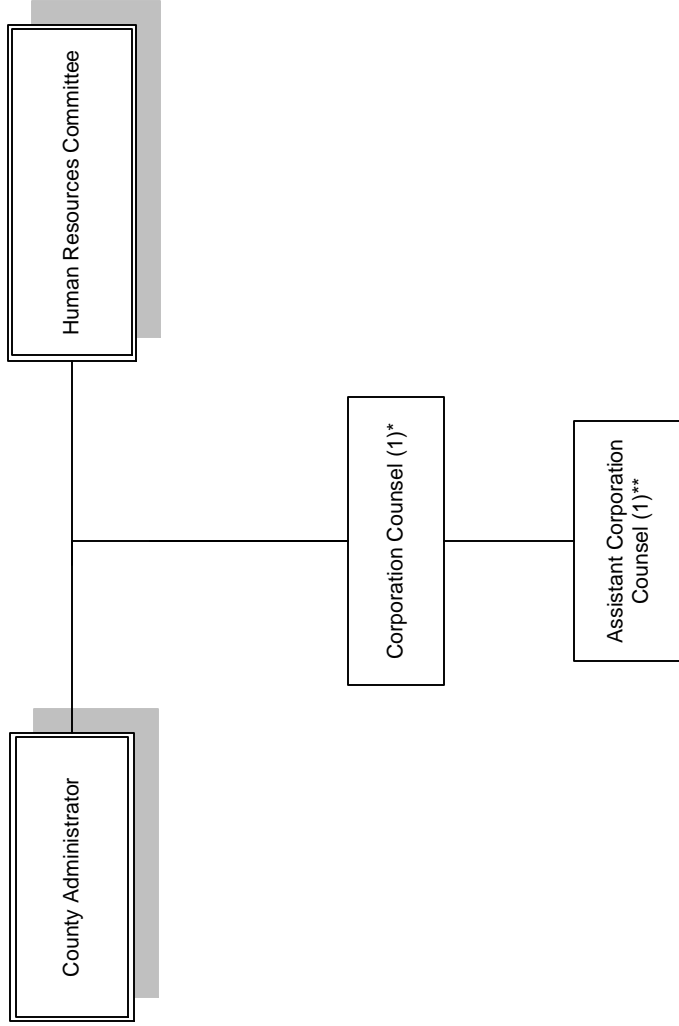 County Administrator
Human Resources Committee
Corporation Counsel (1)*
Assistant Corporation
Counsel (1)**